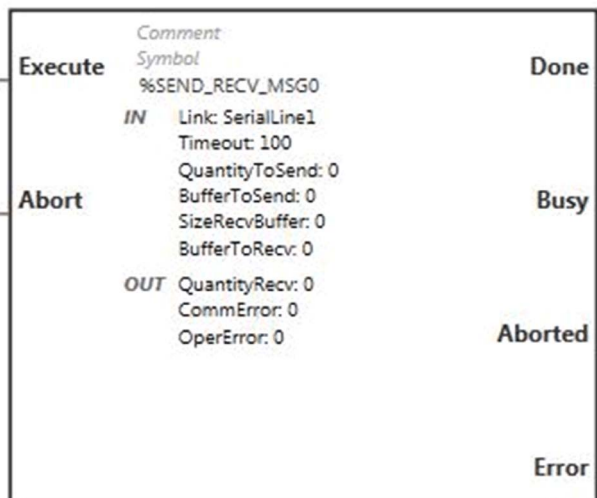 Comment
Symbol
Execute
Done
%SEND_RECV_MSG0
IN Link: SerialLine1
Timeout: 100
QuantityToSend: 0
Abort
BufferToSend: 0
Busy
SizeRecvBuffer: 0
BufferToRecv: 0
OUT QuantityRecv: 0
CommError: 0
OperError: 0
Aborted
Error